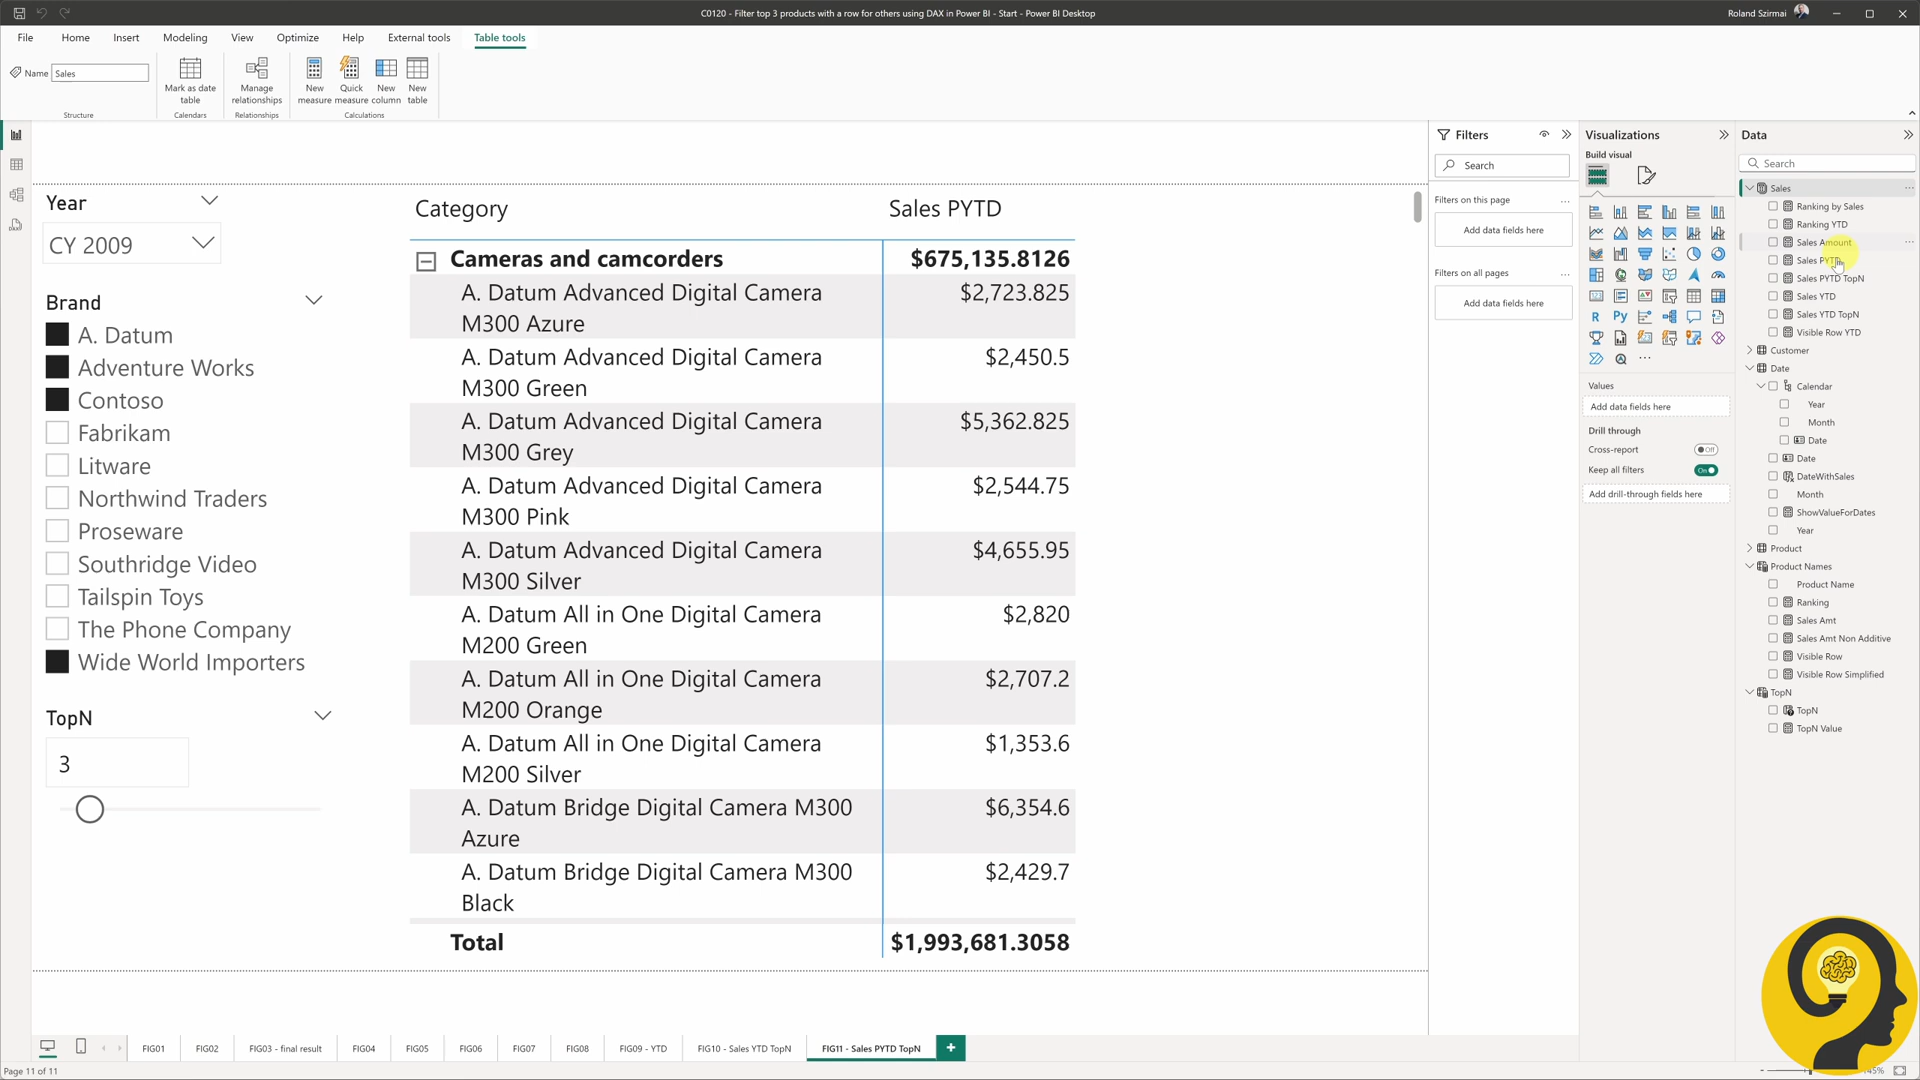 C0120 - Filter top 3 products with a row for others using DAX in Power BI - Start - Power BI Desktop
Roland Szirmai
File
Home
Insert
Modeling
View
Optimize
Help
External tools
Table tools
Name
Sales
Mark as date
table
Manage
relationships
New
measure
Quick
measure
New
column
New
table
Structure
Calendars
Relationships
Calculations
Year
CY 2009
Brand
A. Datum
Adventure Works
Contoso
Fabrikam
Litware
Northwind Traders
Proseware
Southridge Video
Tailspin Toys
The Phone Company
Wide World Importers
TopN
3
Category Sales PYTD
Cameras and camcorders $675,135.8126
A. Datum Advanced Digital Camera $2,723.825
M300 Azure
A. Datum Advanced Digital Camera $2,450.5
M300 Green
A. Datum Advanced Digital Camera $5,362.825
M300 Grey
A. Datum Advanced Digital Camera $2,544.75
M300 Pink
A. Datum Advanced Digital Camera $4,655.95
M300 Silver
A. Datum All in One Digital Camera $2,820
M200 Green
A. Datum All in One Digital Camera $2,707.2
M200 Orange
A. Datum All in One Digital Camera $1,353.6
M200 Silver
A. Datum Bridge Digital Camera M300 $6,354.6
Azure
A. Datum Bridge Digital Camera M300 $2,429.7
Black
Total $1,993,681.3058
Filters
Search
Filters on this page
Add data fields here
Filters on all pages
Add data fields here
Visualizations
Build visual
R
Py
Values
Add data fields here
Drill through
Cross-report
Off
Keep all filters
On
Add drill-through fields here
Data
Search
Sales
Ranking by Sales
Ranking YTD
Sales Amount
Sales PYTD
Sales PYTD TopN
Sales YTD
Sales YTD TopN
Visible Row YTD
Customer
Date
Calendar
Year
Month
Date
Date
DateWithSales
Month
ShowValueForDates
Year
Product
Product Names
Product Name
Ranking
Sales Amt
Sales Amt Non Additive
Visible Row
Visible Row Simplified
TopN
TopN
TopN Value
FIG01
FIG02
FIG03 - final result
FIG04
FIG05
FIG06
FIG07
FIG08
FIG09 - YTD
FIG10 - Sales YTD TopN
FIG11 - Sales PYTD TopN
Page 11 of 11